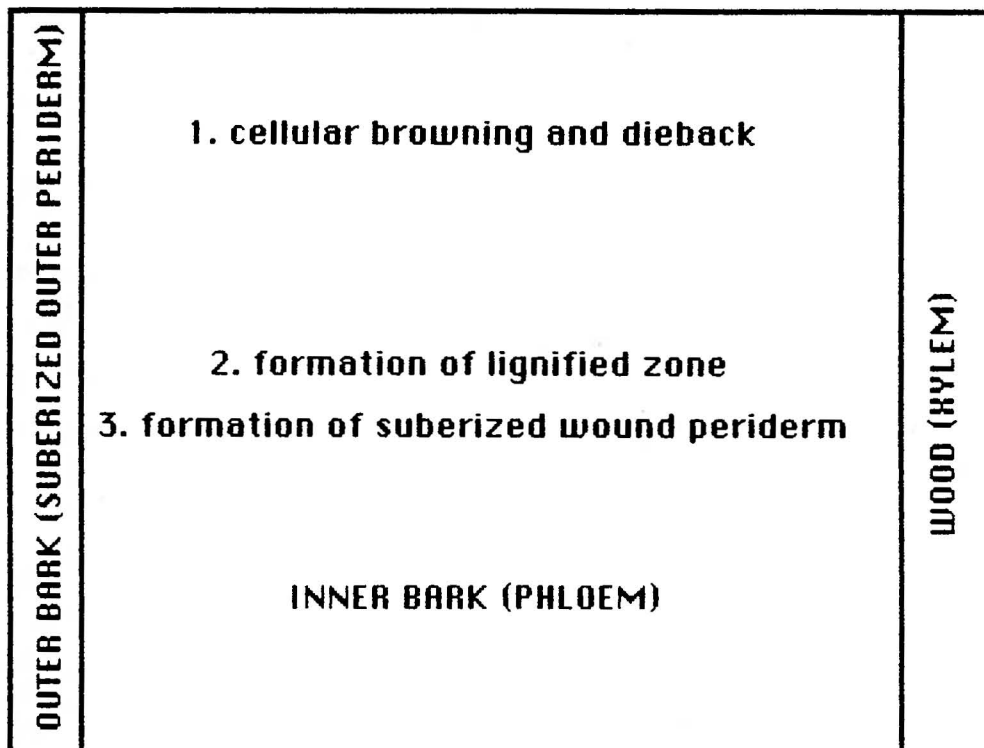 OUTER BARK (SUBERIZED OUTER PERIDERM)
1. cellular browning and dieback
2. formation of lignified zone
3. formation of suberized wound periderm
INNER BARK (PHLOEM)
WOOD (XYLEM)